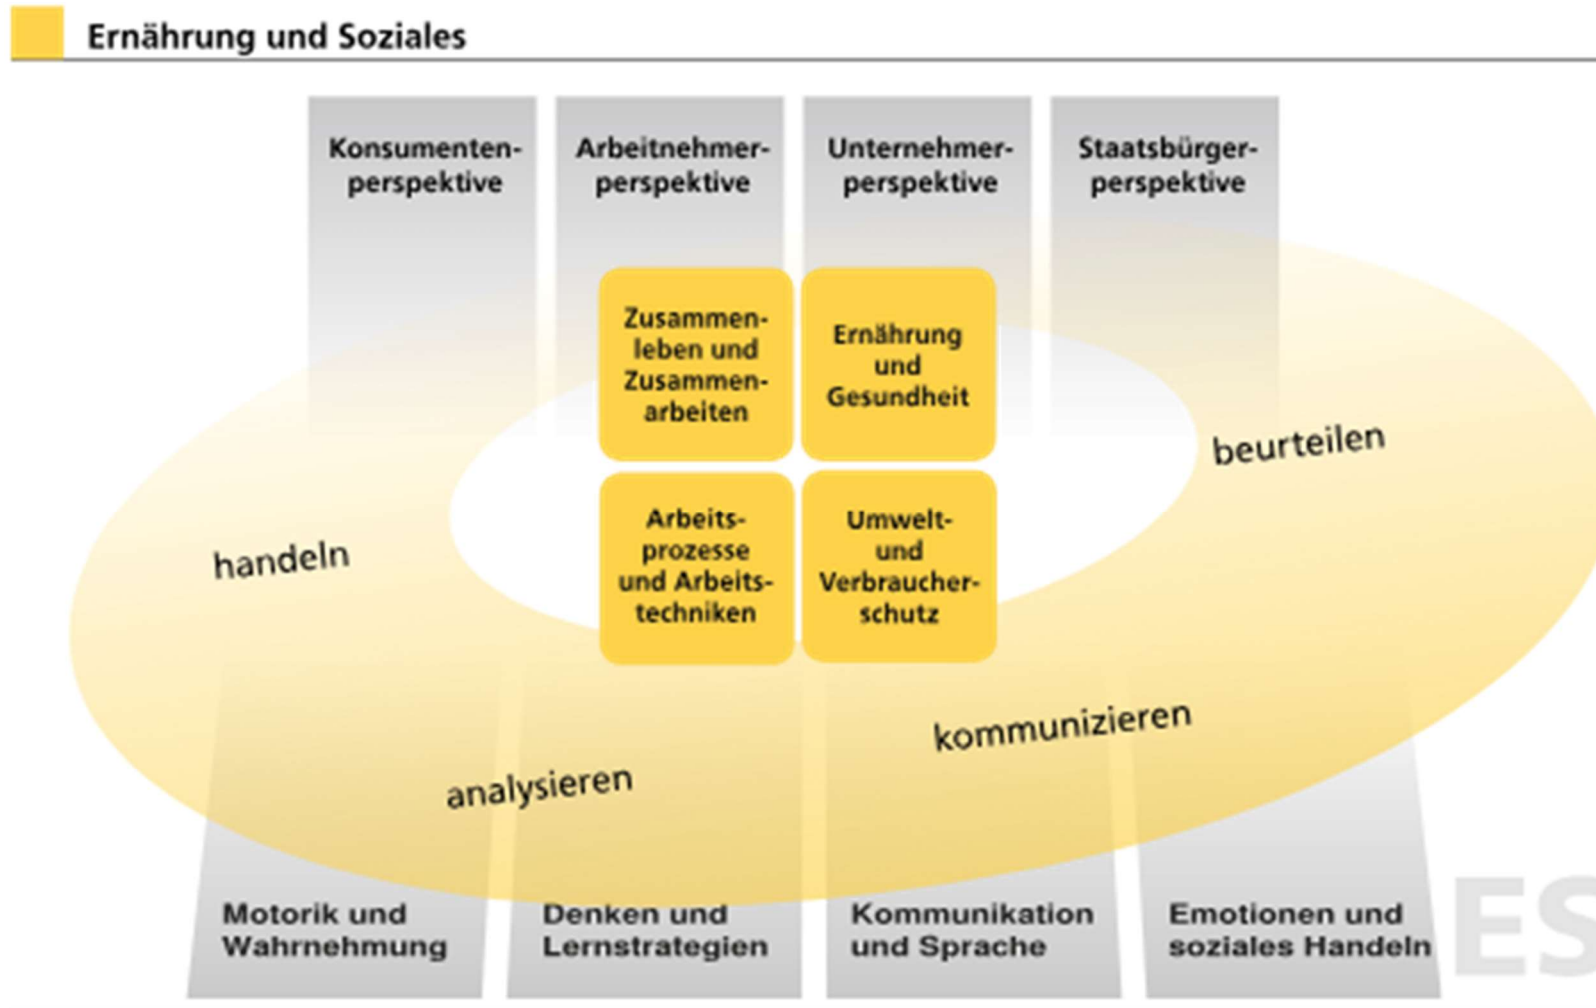 Ernährung und Soziales
Konsumenten-
perspektive
Arbeitnehmer-
perspektive
Unternehmer-
perspektive
Staatsbürger-
perspektive
Zusammen-
leben und
Zusammen-
arbeiten
Ernährung
und
Gesundheit
Arbeits-
prozesse
und Arbeits-
techniken
Umwelt-
und
Verbraucher-
schutz
beurteilen
handeln
kommunizieren
analysieren
Motorik und
Wahrnehmung
Denken und
Lernstrategien
Kommunikation
und Sprache
Emotionen und
soziales Handeln
ES